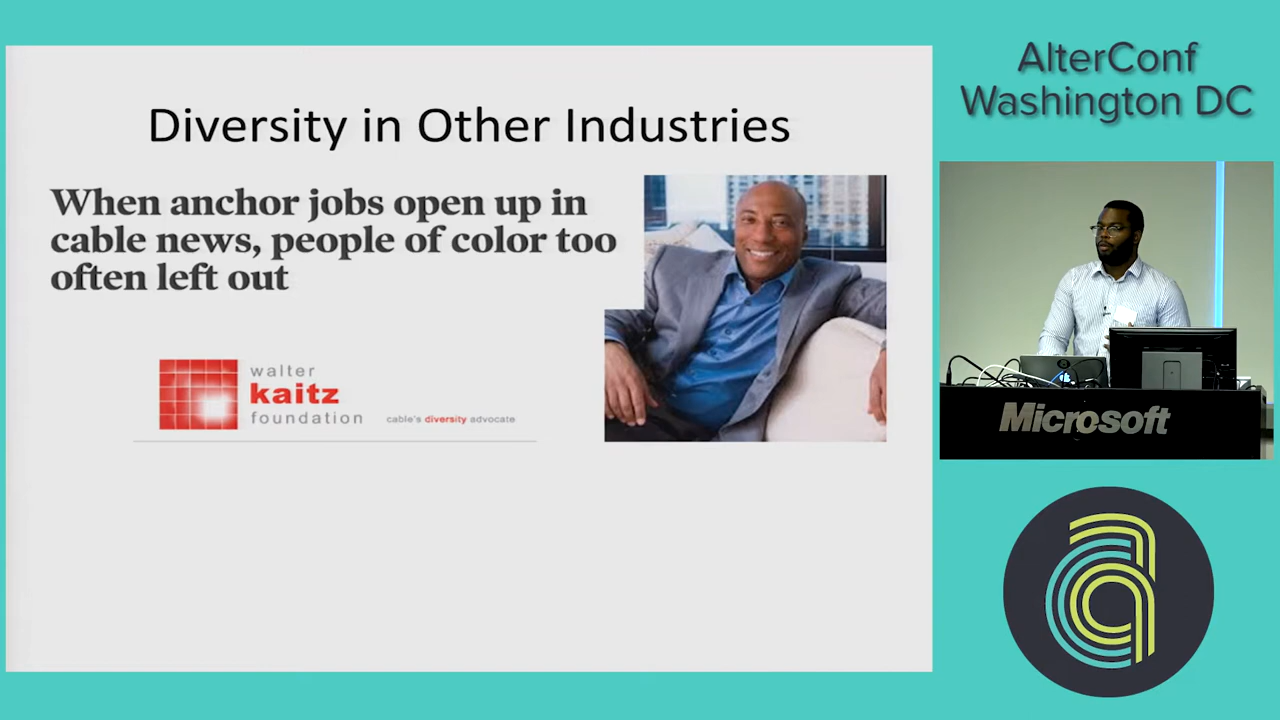 Diversity in Other Industries
When anchor jobs open up in
cable news, people of color too
often left out
walter
kaitz
foundation
cable's diversity advocate
AlterConf
Washington DC
Microsoft